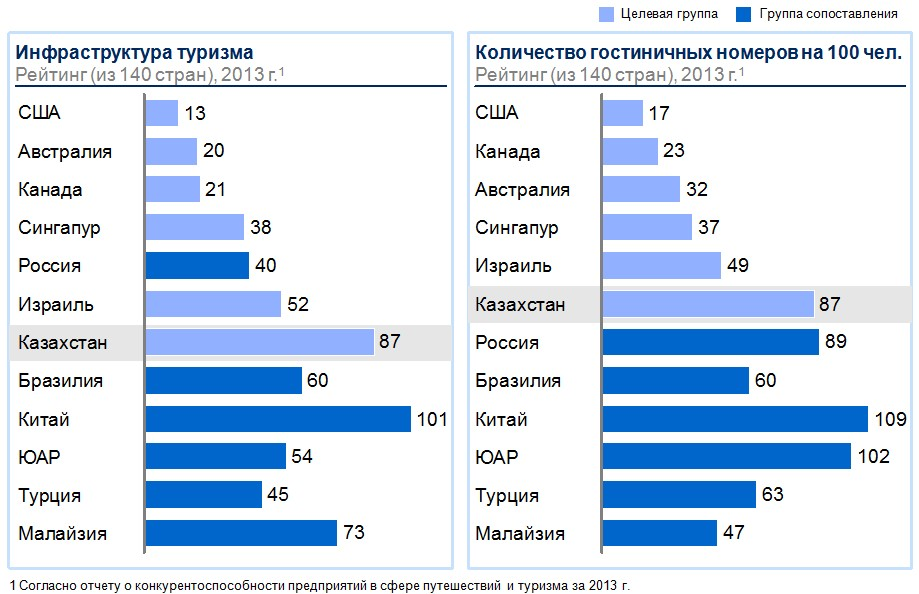 Целевая группа Группа сопоставления
Инфраструктура туризма
Рейтинг (из 140 стран), 2013 г.¹
США 13
Австралия 20
Канада 21
Сингапур 38
Россия 40
Израиль 52
Казахстан 87
Бразилия 60
Китай 101
ЮАР 54
Турция 45
Малайзия 73
Количество гостиничных номеров на 100 чел.
Рейтинг (из 140 стран), 2013 г.¹
США 17
Канада 23
Австралия 32
Сингапур 37
Израиль 49
Казахстан 87
Россия 89
Бразилия 60
Китай 109
ЮАР 102
Турция 63
Малайзия 47
1 Согласно отчету о конкурентоспособности предприятий в сфере путешествий и туризма за 2013 г.